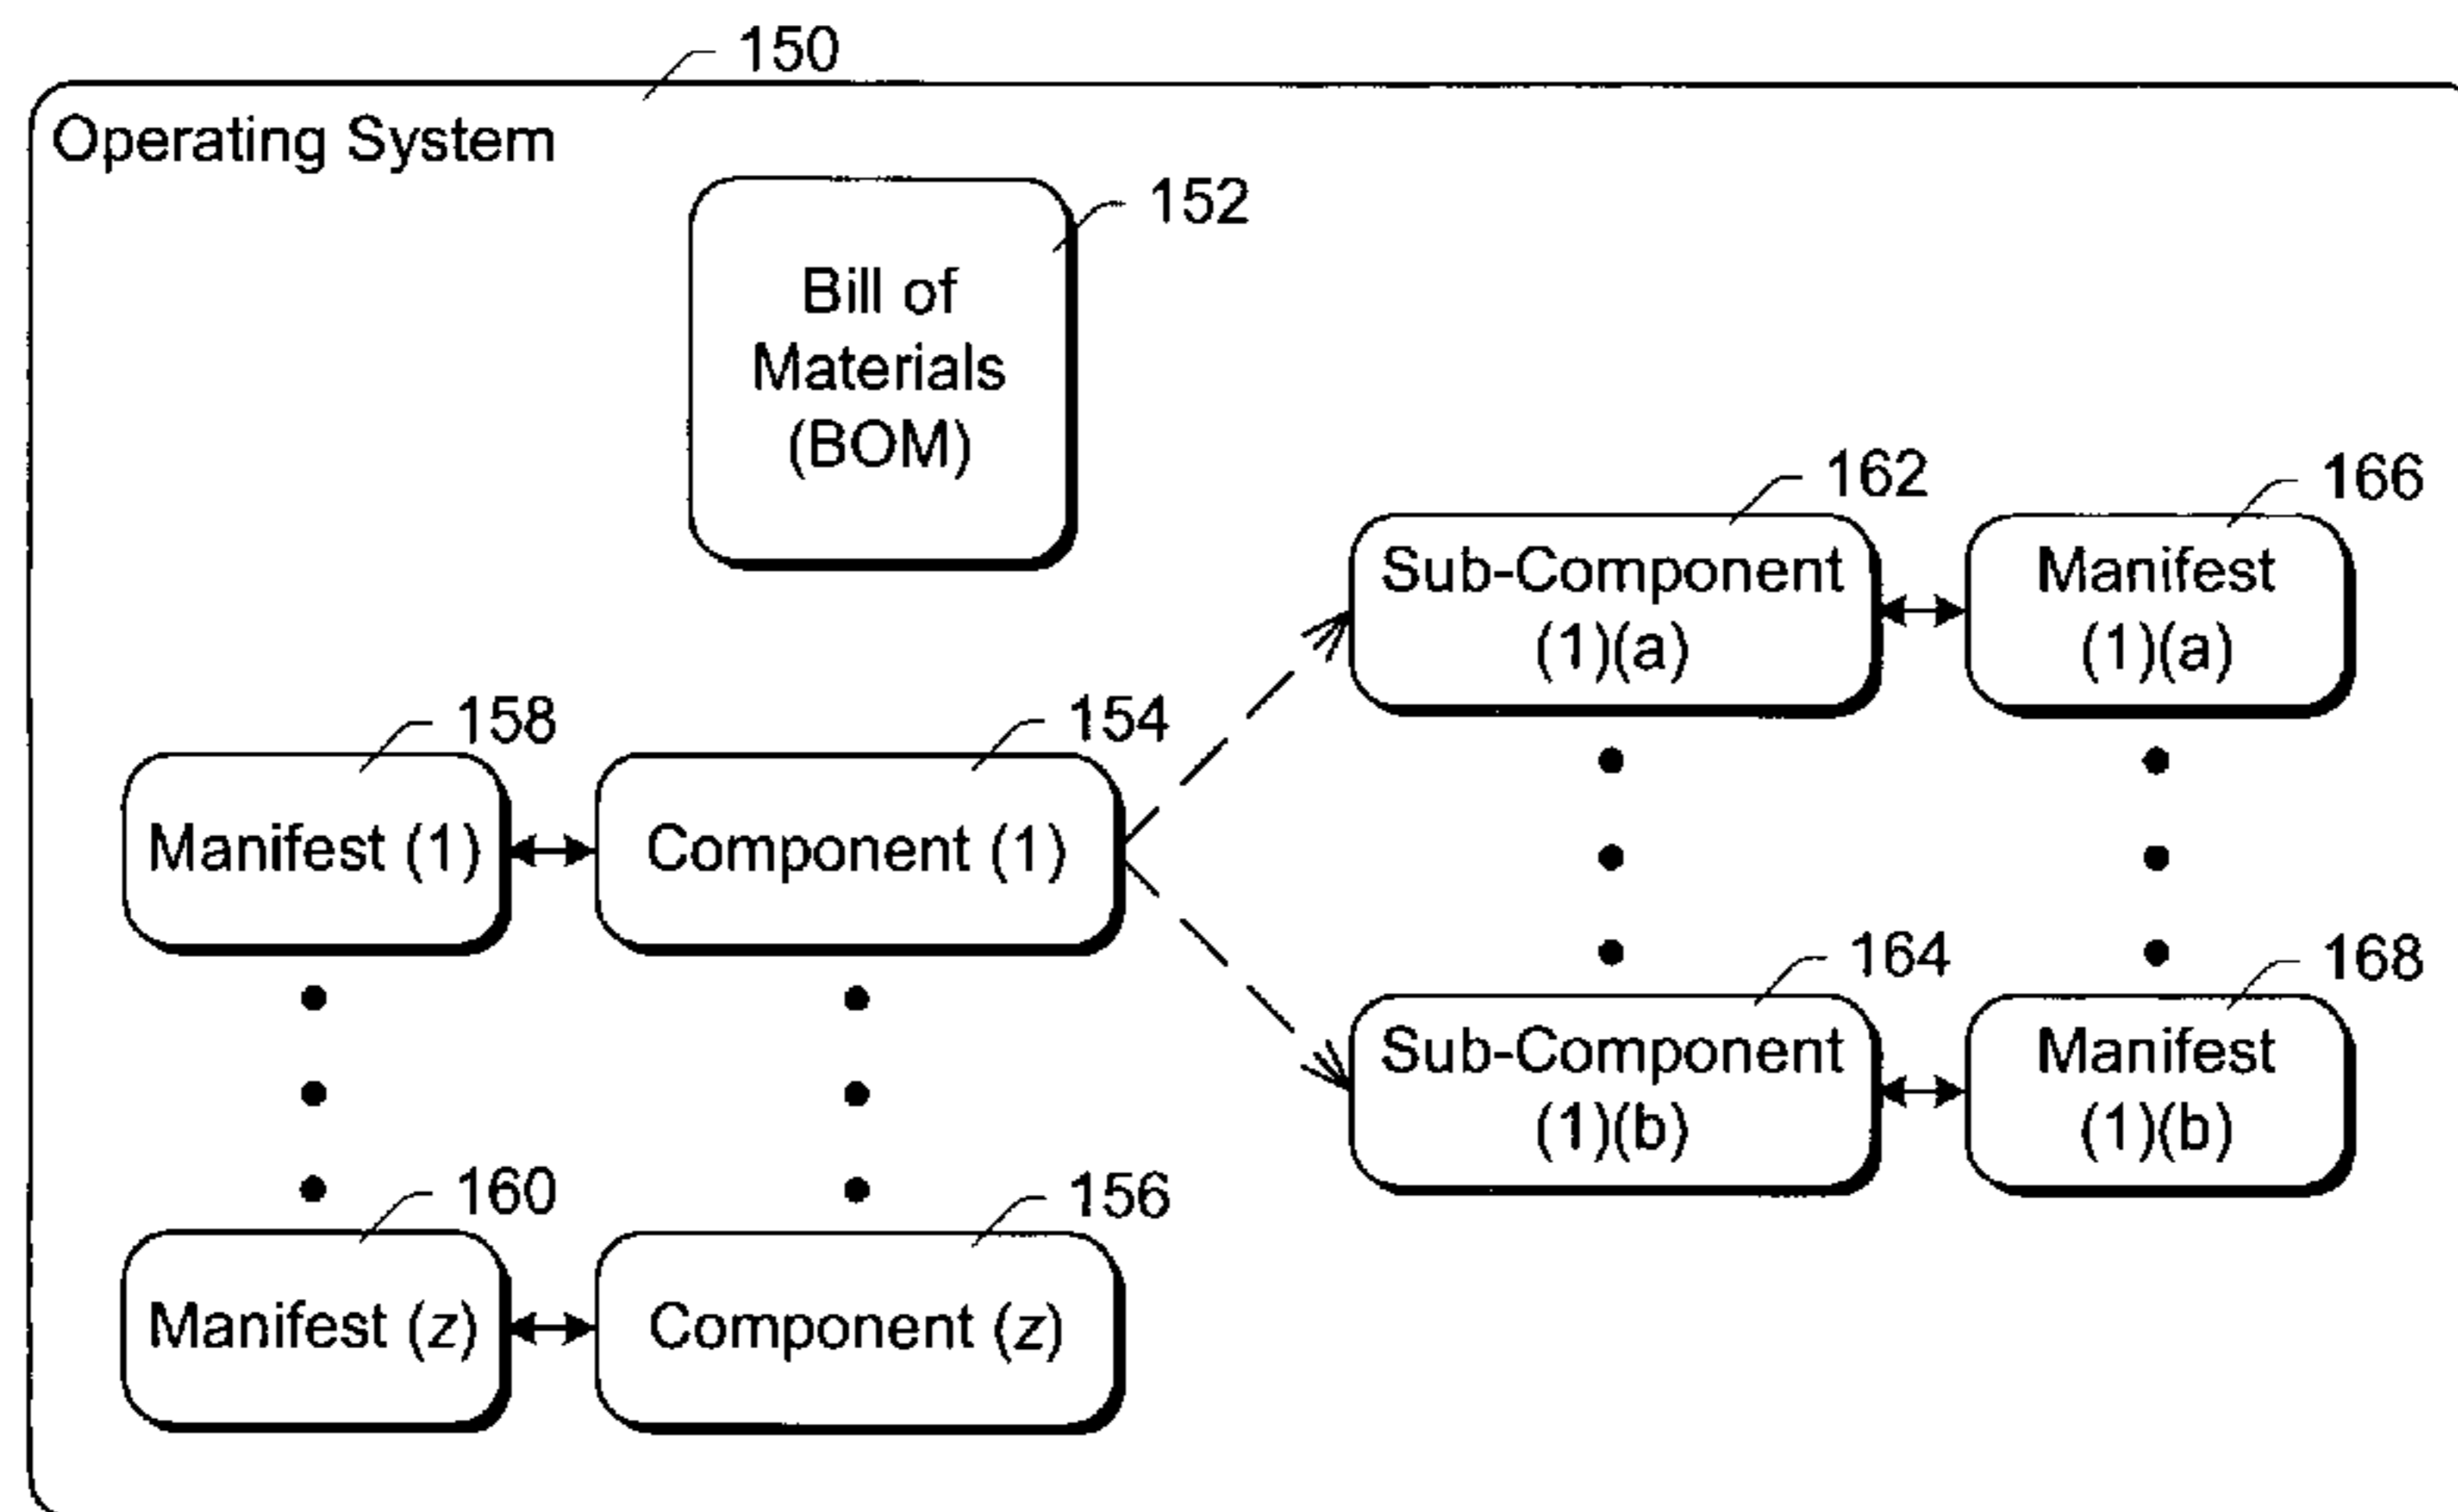 150
Operating System
152
Bill of
Materials
(BOM)
162
166
Sub-Component
(1)(a)
Manifest
(1)(a)
158
154
Manifest (1)
Component (1)
164
168
Sub-Component
(1)(b)
Manifest
(1)(b)
160
156
Manifest (z)
Component (z)